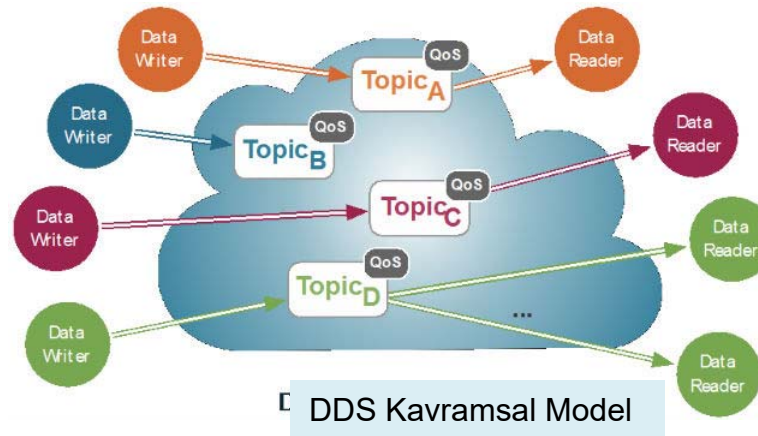 Data
Writer
QoS
Topic A
Data
Reader
Data
Writer
QoS
Topic B
Data
Reader
Data
Writer
QoS
Topic C
Data
Reader
QoS
Topic D
Data
Writer
...
Data
Reader
D
DDS Kavramsal Model